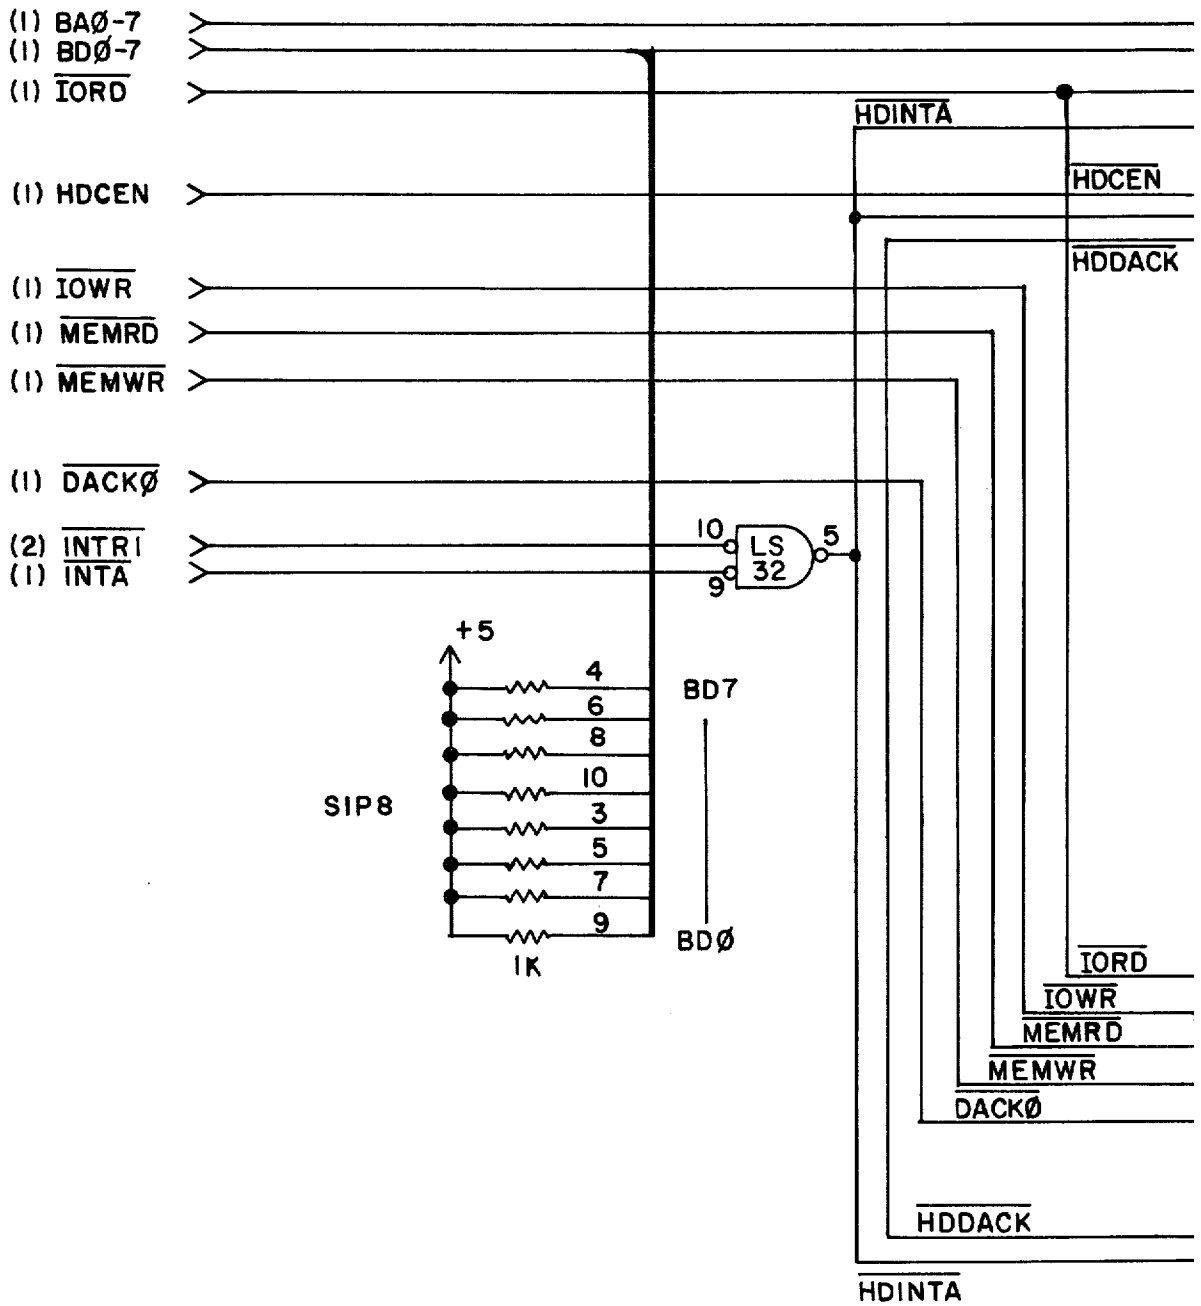 (1) BAØ-7
(1) BDØ-7
(1) IORD
HDINTA
(1) HDCEN
HDCEN
HDDACK
(1) IOWR
(1) MEMRD
(1) MEMWR
(1) DACKØ
(2) INTR1
(1) INTA
10
9
LS
32
5
+5
4
6
8
10
3
5
7
9
1K
SIP8
BD7
BDØ
IORD
IOWR
MEMRD
MEMWR
DACKØ
HDDACK
HDINTA